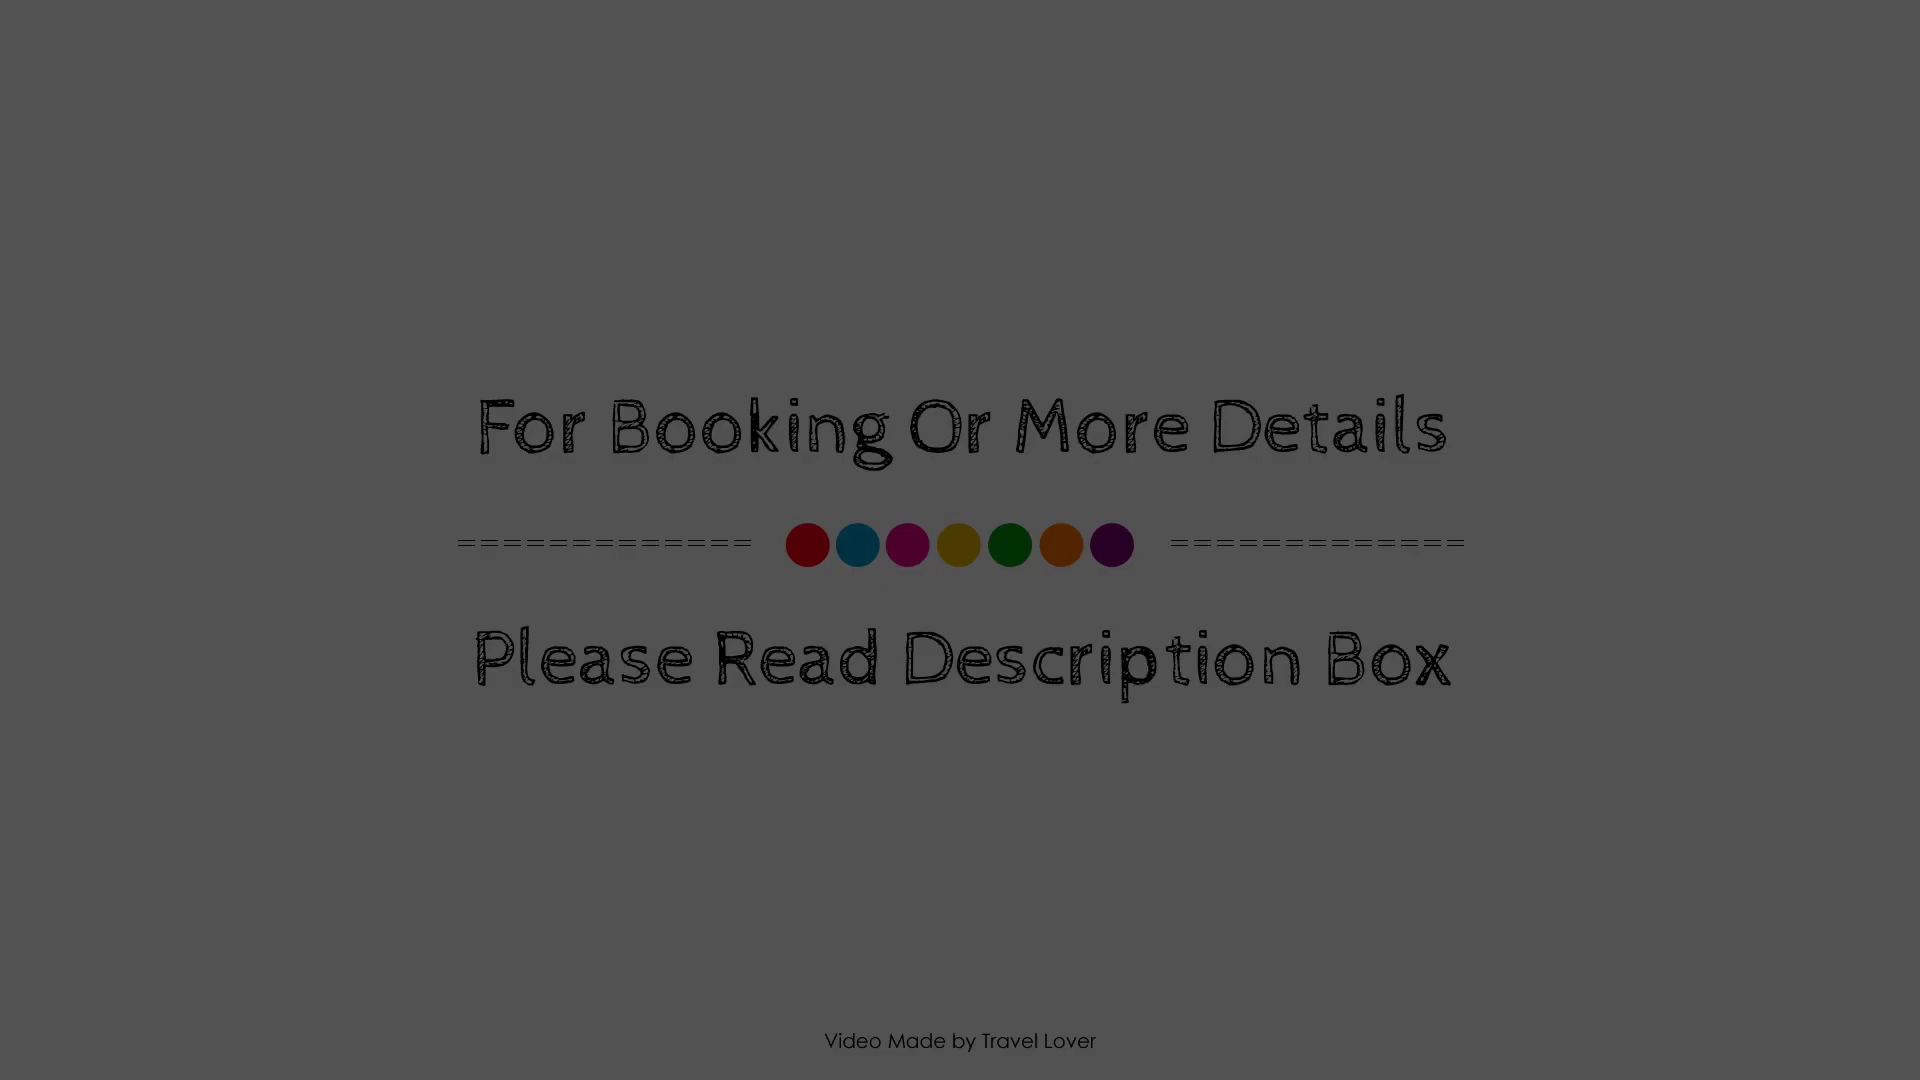 For Booking Or More Details
============= =============
Please Read Description Box
Video Made by Travel Lover